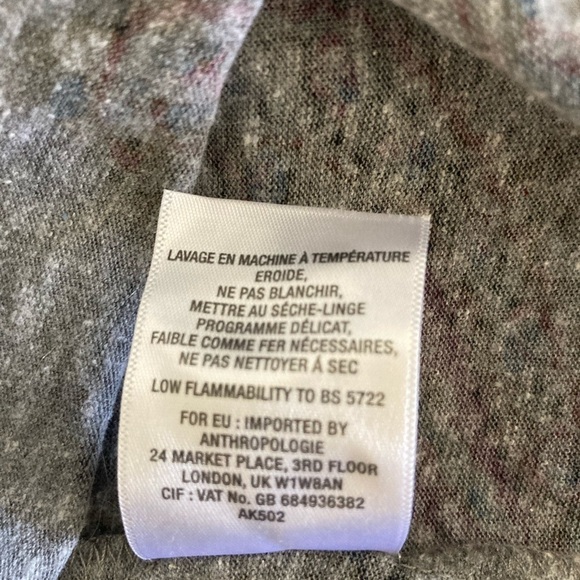 LAVAGE EN MACHINE À TEMPÉRATURE
EROIDE,
NE PAS BLANCHIR,
METTRE AU SÉCHE-LINGE
PROGRAMME DÉLICAT,
FAIBLE COMME FER NÉCESSAIRES,
NE PAS NETTOYER Á SEC
LOW FLAMMABILITY TO BS 5722
FOR EU : IMPORTED BY
ANTHROPOLOGIE
24 MARKET PLACE, 3RD FLOOR
LONDON, UK W1W8AN
CIF : VAT No. GB 684936382
AK502